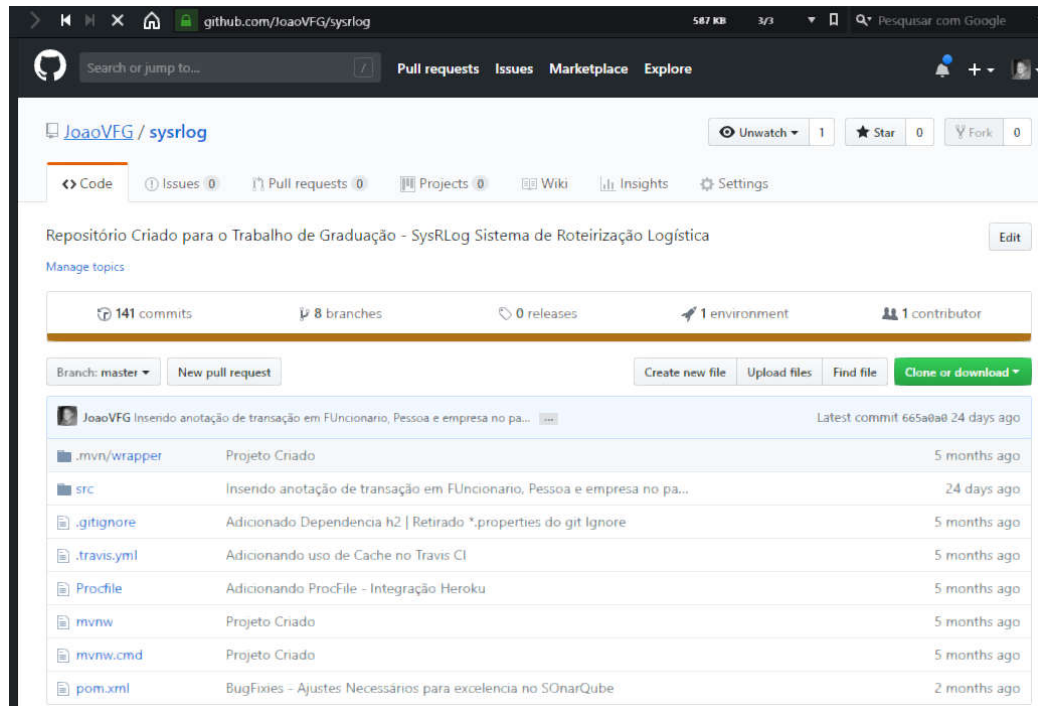 github.com/JoaoVFG/sysrlog 587 KB 3/3 Pesquisar com Google
Search or jump to... / Pull requests Issues Marketplace Explore
JoaoVFG / sysrlog Unwatch 1 Star 0 Fork 0
Code Issues 0 Pull requests 0 Projects 0 Wiki Insights Settings
Repositório Criado para o Trabalho de Graduação - SysRLog Sistema de Roteirização Logística Edit
Manage topics
141 commits 8 branches 0 releases 1 environment 1 contributor
Branch: master New pull request Create new file Upload files Find file Clone or download
JoaoVFG Inserido anotação de transação em FUncionario, Pessoa e empresa no pa... ... Latest commit 665a0a0 24 days ago
.mvn/wrapper Projeto Criado 5 months ago
src Inserido anotação de transação em FUncionario, Pessoa e empresa no pa... 24 days ago
.gitignore Adicionado Dependencia h2 | Retirado *.properties do git Ignore 5 months ago
.travis.yml Adicionando uso de Cache no Travis CI 5 months ago
Procfile Adicionando ProcFile - Integração Heroku 5 months ago
mvnw Projeto Criado 5 months ago
mvnw.cmd Projeto Criado 5 months ago
pom.xml BugFixies - Ajustes Necessários para excelencia no SOnarQube 2 months ago